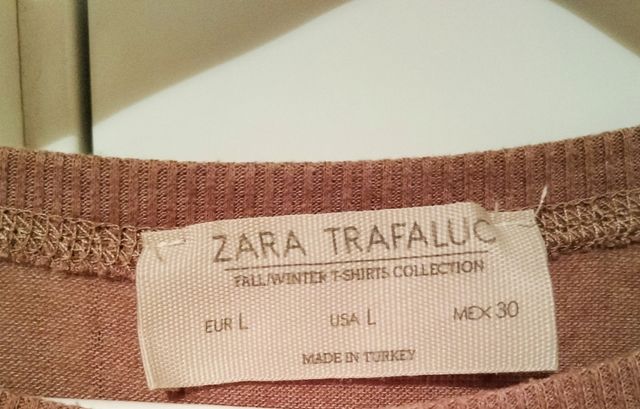 ZARA TRAFALUC
FALL/WINTER T-SHIRTS COLLECTION
EUR L USA L MEX 30
MADE IN TURKEY